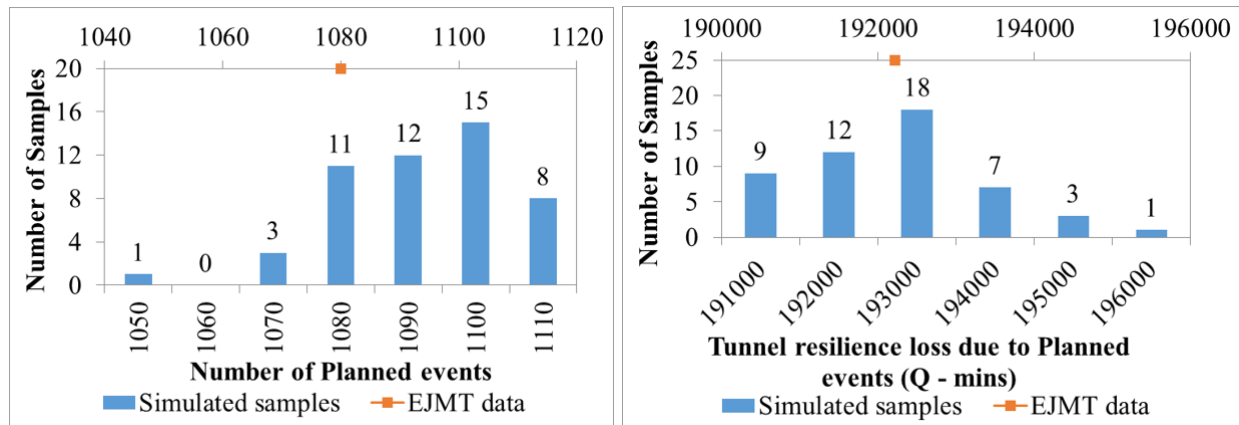 1040 1060 1080 1100 1120
Number of Samples
20
16
12
8
4
0
1 0 3 11 12 15 8
1050 1060 1070 1080 1090 1100 1110
Number of Planned events
Simulated samples EJMT data
190000 192000 194000 196000
Number of Samples
25
20
15
10
5
0
9 12 18 7 3 1
191000 192000 193000 194000 195000 196000
Tunnel resilience loss due to Planned
events (Q - mins)
Simulated samples EJMT data